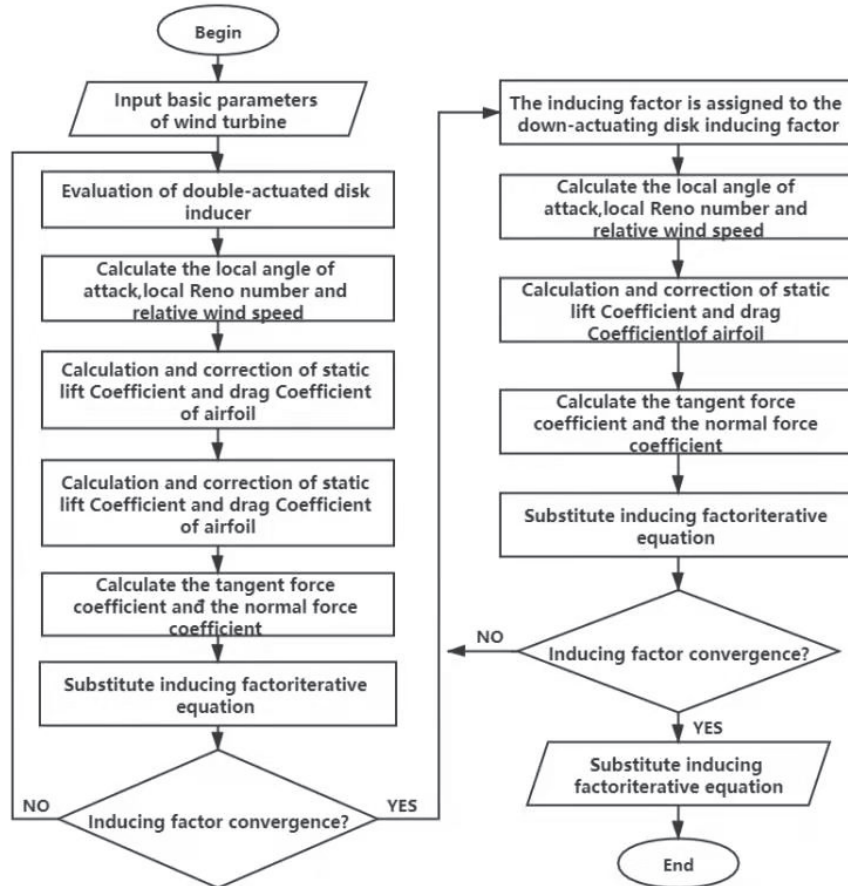 Begin
Input basic parameters
of wind turbine
Evaluation of double-actuated disk
inducer
Calculate the local angle of
attack,local Reno number and
relative wind speed
Calculation and correction of static
lift Coefficient and drag Coefficient
of airfoil
Calculation and correction of static
lift Coefficient and drag Coefficient
of airfoil
Calculate the tangent force
coefficient and the normal force
coefficient
Substitute inducing factoriterative
equation
NO
Inducing factor convergence?
YES
The inducing factor is assigned to the
down-actuating disk inducing factor
Calculate the local angle of
attack,local Reno number and
relative wind speed
Calculation and correction of static
lift Coefficient and drag
Coefficientlof airfoil
Calculate the tangent force
coefficient and the normal force
coefficient
Substitute inducing factoriterative
equation
NO
Inducing factor convergence?
YES
Substitute inducing
factoriterative equation
End